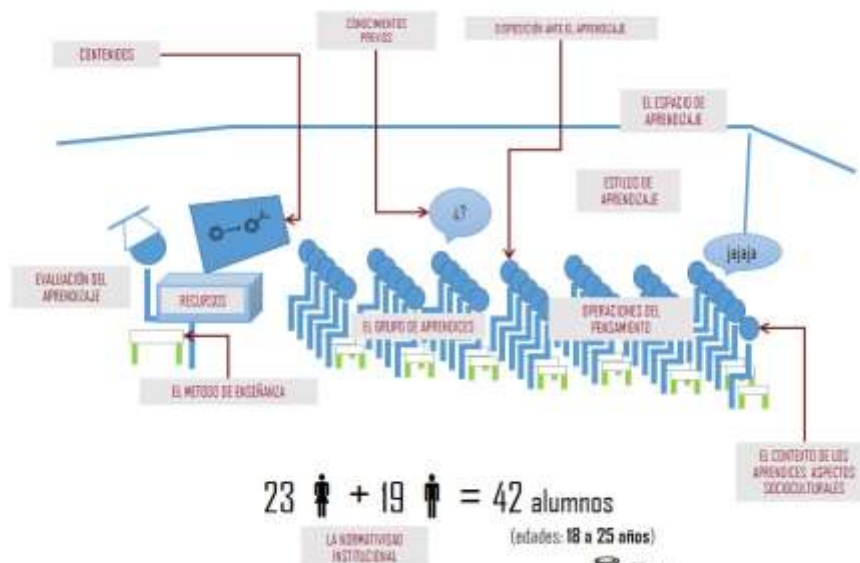 CONOCIMIENTOS
PREVIOS
DISPOSICIÓN ANTE EL APRENDIZAJE
CONTENIDOS
EL ESPACIO DE
APRENDIZAJE
ESTILOS DE
APRENDIZAJE
¿?
jajaja
EVALUACIÓN DEL
APRENDIZAJE
RECURSOS
EL GRUPO DE APRENDICES
OPERACIONES DEL
PENSAMIENTO
EL METODO DE ENSEÑANZA
EL CONTEXTO DE LOS
APRENDICES. ASPECTOS
SOCIOCULTURALES
23 + 19 = 42 alumnos
(edades: 18 a 25 años)
LA NORMATIVIDAD
INSTITUCIONAL